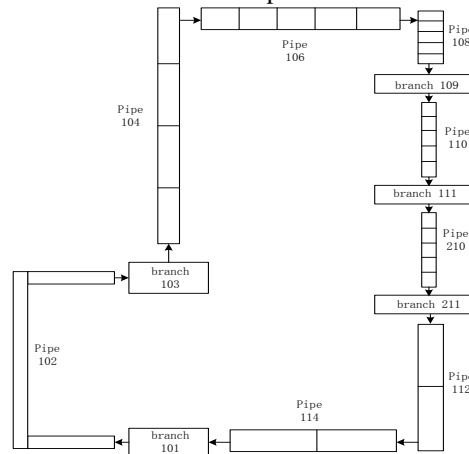 Pipe
106
Pipe
108
branch 109
Pipe
104
Pipe
110
branch 111
Pipe
210
branch
103
branch 211
Pipe
102
Pipe
112
Pipe
114
branch
101